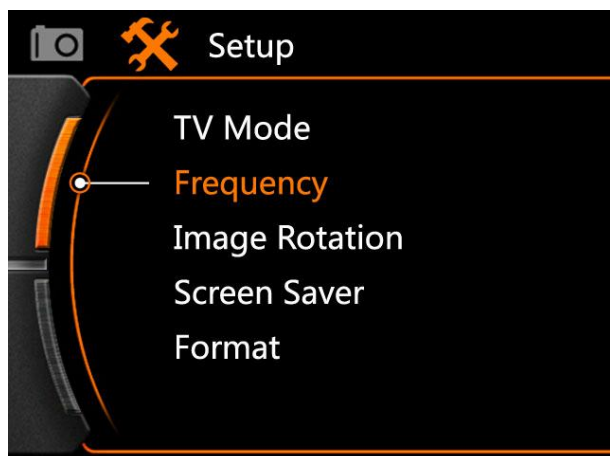 Setup
TV Mode
Frequency
Image Rotation
Screen Saver
Format